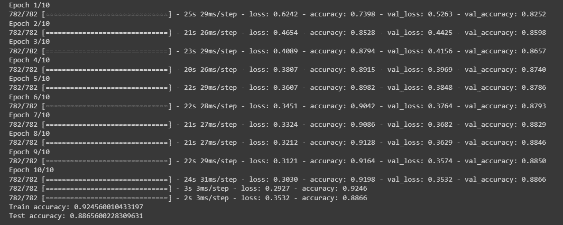 Epoch 1/10
782/782 [==============================] - 25s 29ms/step - loss: 0.6242 - accuracy: 0.7398 - val_loss: 0.5263 - val_accuracy: 0.8252
Epoch 2/10
782/782 [==============================] - 21s 26ms/step - loss: 0.4654 - accuracy: 0.8528 - val_loss: 0.4425 - val_accuracy: 0.8598
Epoch 3/10
782/782 [==============================] - 23s 29ms/step - loss: 0.4089 - accuracy: 0.8794 - val_loss: 0.4156 - val_accuracy: 0.8657
Epoch 4/10
782/782 [==============================] - 20s 26ms/step - loss: 0.3807 - accuracy: 0.8915 - val_loss: 0.3969 - val_accuracy: 0.8740
Epoch 5/10
782/782 [==============================] - 22s 29ms/step - loss: 0.3607 - accuracy: 0.8982 - val_loss: 0.3848 - val_accuracy: 0.8786
Epoch 6/10
782/782 [==============================] - 22s 28ms/step - loss: 0.3451 - accuracy: 0.9042 - val_loss: 0.3764 - val_accuracy: 0.8793
Epoch 7/10
782/782 [==============================] - 21s 27ms/step - loss: 0.3324 - accuracy: 0.9086 - val_loss: 0.3682 - val_accuracy: 0.8829
Epoch 8/10
782/782 [==============================] - 21s 27ms/step - loss: 0.3212 - accuracy: 0.9128 - val_loss: 0.3629 - val_accuracy: 0.8846
Epoch 9/10
782/782 [==============================] - 22s 29ms/step - loss: 0.3121 - accuracy: 0.9164 - val_loss: 0.3574 - val_accuracy: 0.8850
Epoch 10/10
782/782 [==============================] - 24s 31ms/step - loss: 0.3030 - accuracy: 0.9198 - val_loss: 0.3532 - val_accuracy: 0.8866
782/782 [==============================] - 3s 3ms/step - loss: 0.2927 - accuracy: 0.9246
782/782 [==============================] - 2s 3ms/step - loss: 0.3532 - accuracy: 0.8866
Train accuracy: 0.924560010433197
Test accuracy: 0.8865600228309631